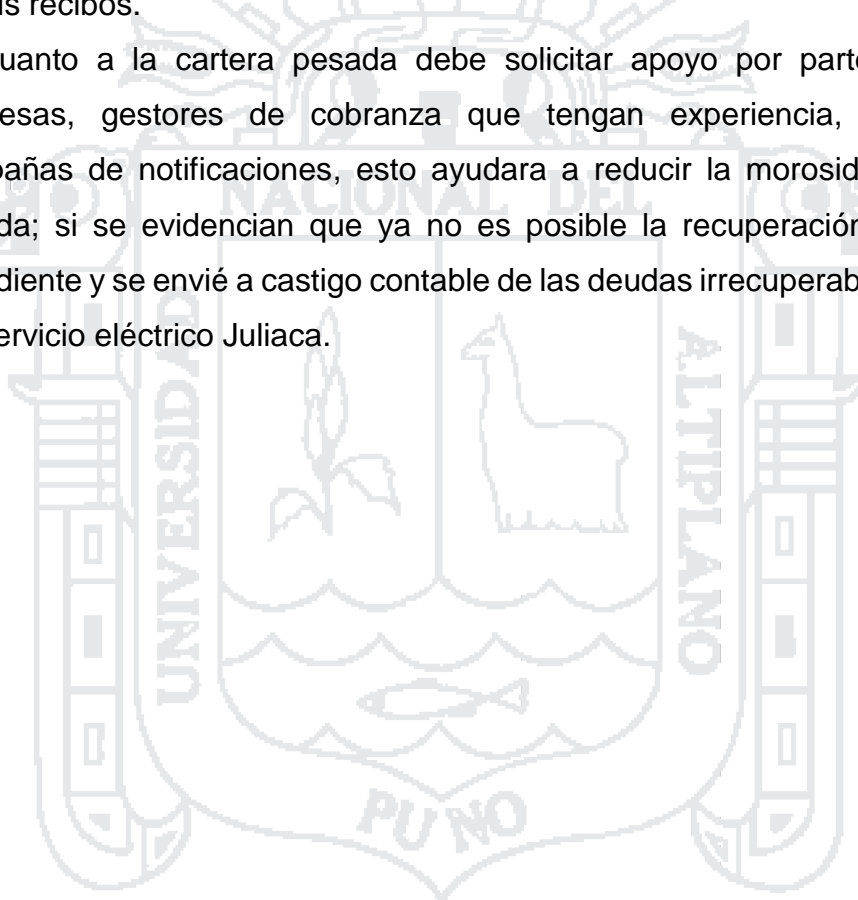 is recibos.
uanto a la cartera pesada debe solicitar apoyo por parte
esas, gestores de cobranza que tengan experiencia,
pañas de notificaciones, esto ayudara a reducir la morosid
da; si se evidencian que ya no es posible la recuperación
diente y se envié a castigo contable de las deudas irrecuperab
ervicio eléctrico Juliaca.
NACIONAL DEL
UNIVERSIDAD
ALTIPLANO
PUNO